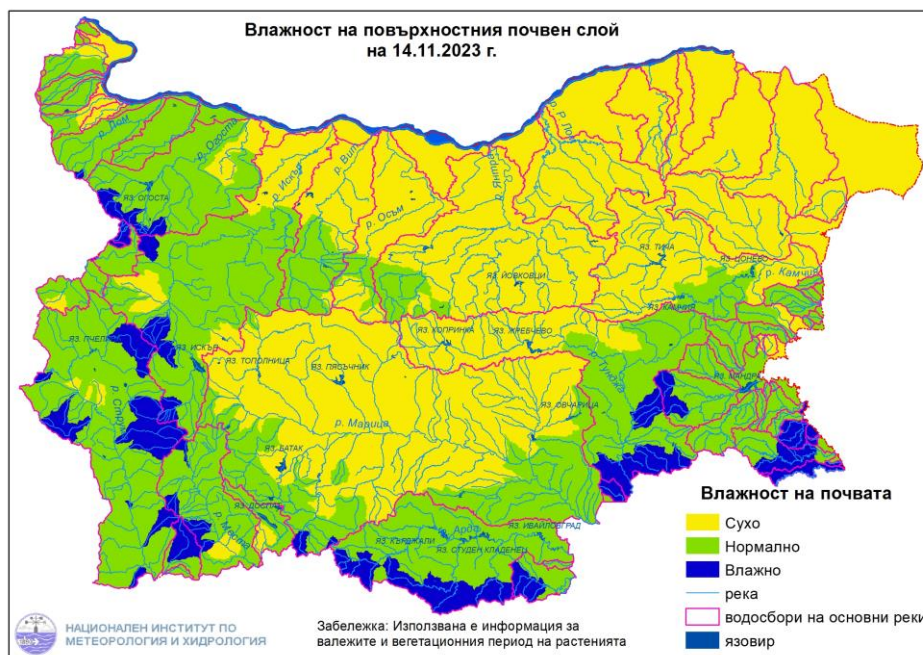 Влажност на повърхностния почвен слой
на 14.11.2023 г.
р. Лом
р. Огоста
р. Искър
р. Вит
р. Осъм
р. Янтра
р. Лом
ЯЗ. ОГОСТА
ЯЗ. ТИЧА
ЯЗ. ЦОНЕВО
р. Камчия
ЯЗ. ЙОВКОВЦИ
ЯЗ. КАМЧИЯ
ЯЗ. КОПРИНКА
ЯЗ. ЖРЕБЧЕВО
ЯЗ. ИСКЪР
ЯЗ. ТОПОЛНИЦА
ЯЗ. ПЯСЪЧНИК
р. Тунджа
ЯЗ. МАНДРА
ЯЗ. ОВЧАРИЦА
р. Струма
р. Марица
ЯЗ. БАТАК
ЯЗ. ДОСПАТ
р. Места
р. Арда
ЯЗ. ИВАЙЛОВГРАД
ЯЗ. КЪРДЖАЛИ
ЯЗ. СТУДЕН КЛАДЕНЕЦ
Влажност на почвата
Сухо
Нормално
Влажно
река
водосбори на основни реки
язовир
НАЦИОНАЛЕН ИНСТИТУТ ПО
МЕТЕОРОЛОГИЯ И ХИДРОЛОГИЯ
Забележка: Използвана е информация за
валежите и вегетационния период на растенията